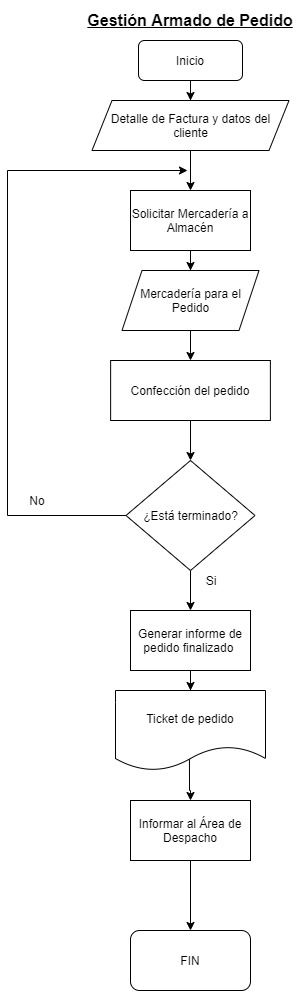 Gestión Armado de Pedido
Inicio
Detalle de Factura y datos del
cliente
Solicitar Mercadería a
Almacén
Mercadería para el
Pedido
Confección del pedido
¿Está terminado?
No
Si
Generar informe de
pedido finalizado
Ticket de pedido
Informar al Área de
Despacho
FIN